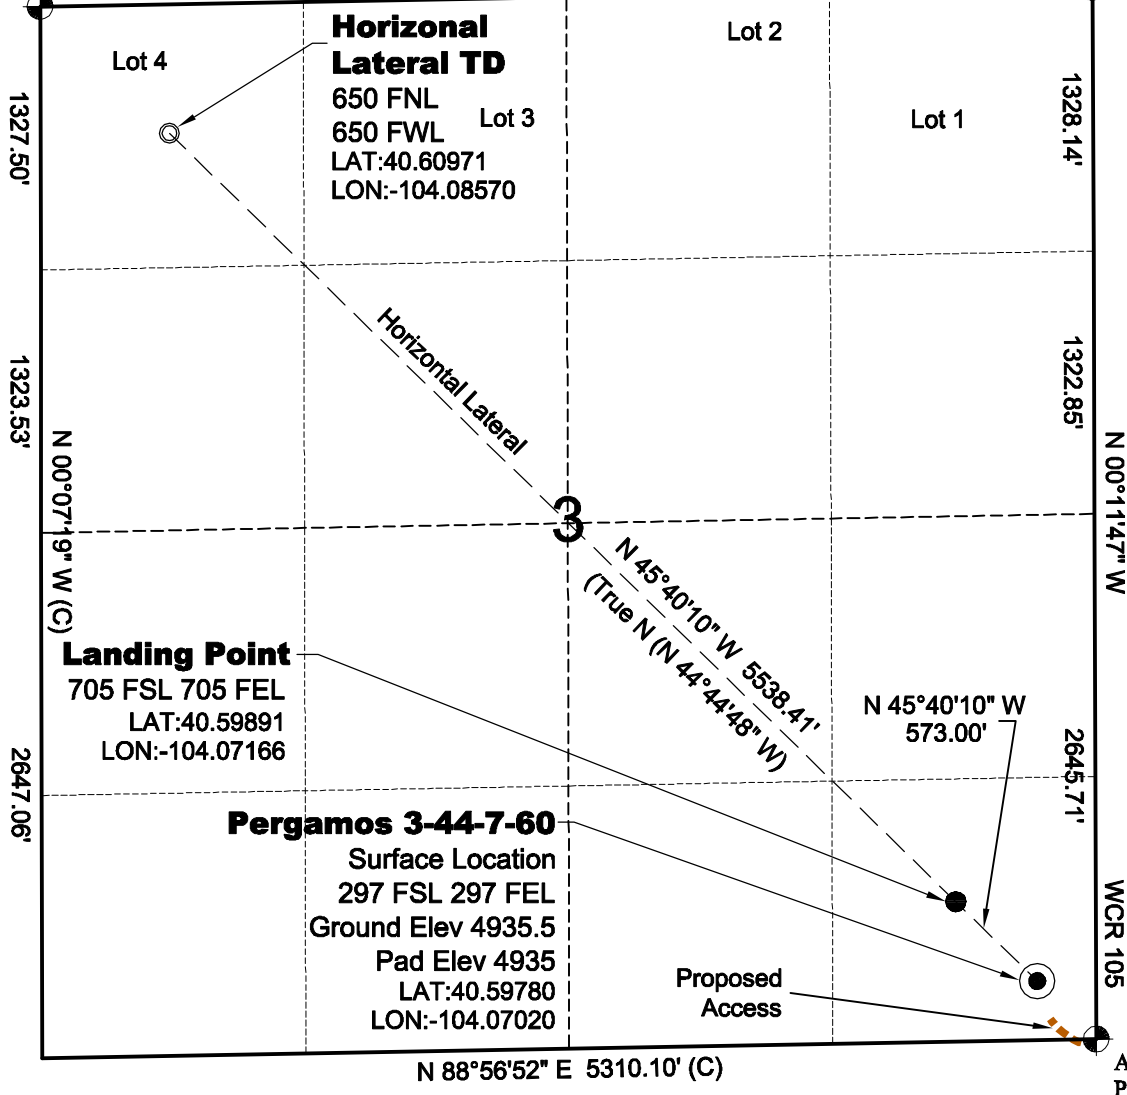 Horizonal
Lateral TD
650 FNL
650 FWL
LAT:40.60971
LON:-104.08570
Lot 4
Lot 3
Lot 2
Lot 1
1327.50'
1328.14'
1323.53'
1322.85'
Horizontal Lateral
N 00°07'19" W (C)
N 00°11'47" W
3
N 45°40'10" W 5538.41'
(True N (N 44°44'48" W)
Landing Point
705 FSL 705 FEL
LAT:40.59891
LON:-104.07166
N 45°40'10" W
573.00'
2647.06'
2645.71'
Pergamos 3-44-7-60
Surface Location
297 FSL 297 FEL
Ground Elev 4935.5
Pad Elev 4935
LAT:40.59780
LON:-104.07020
WCR 105
Proposed
Access
N 88°56'52" E 5310.10' (C)
A
P